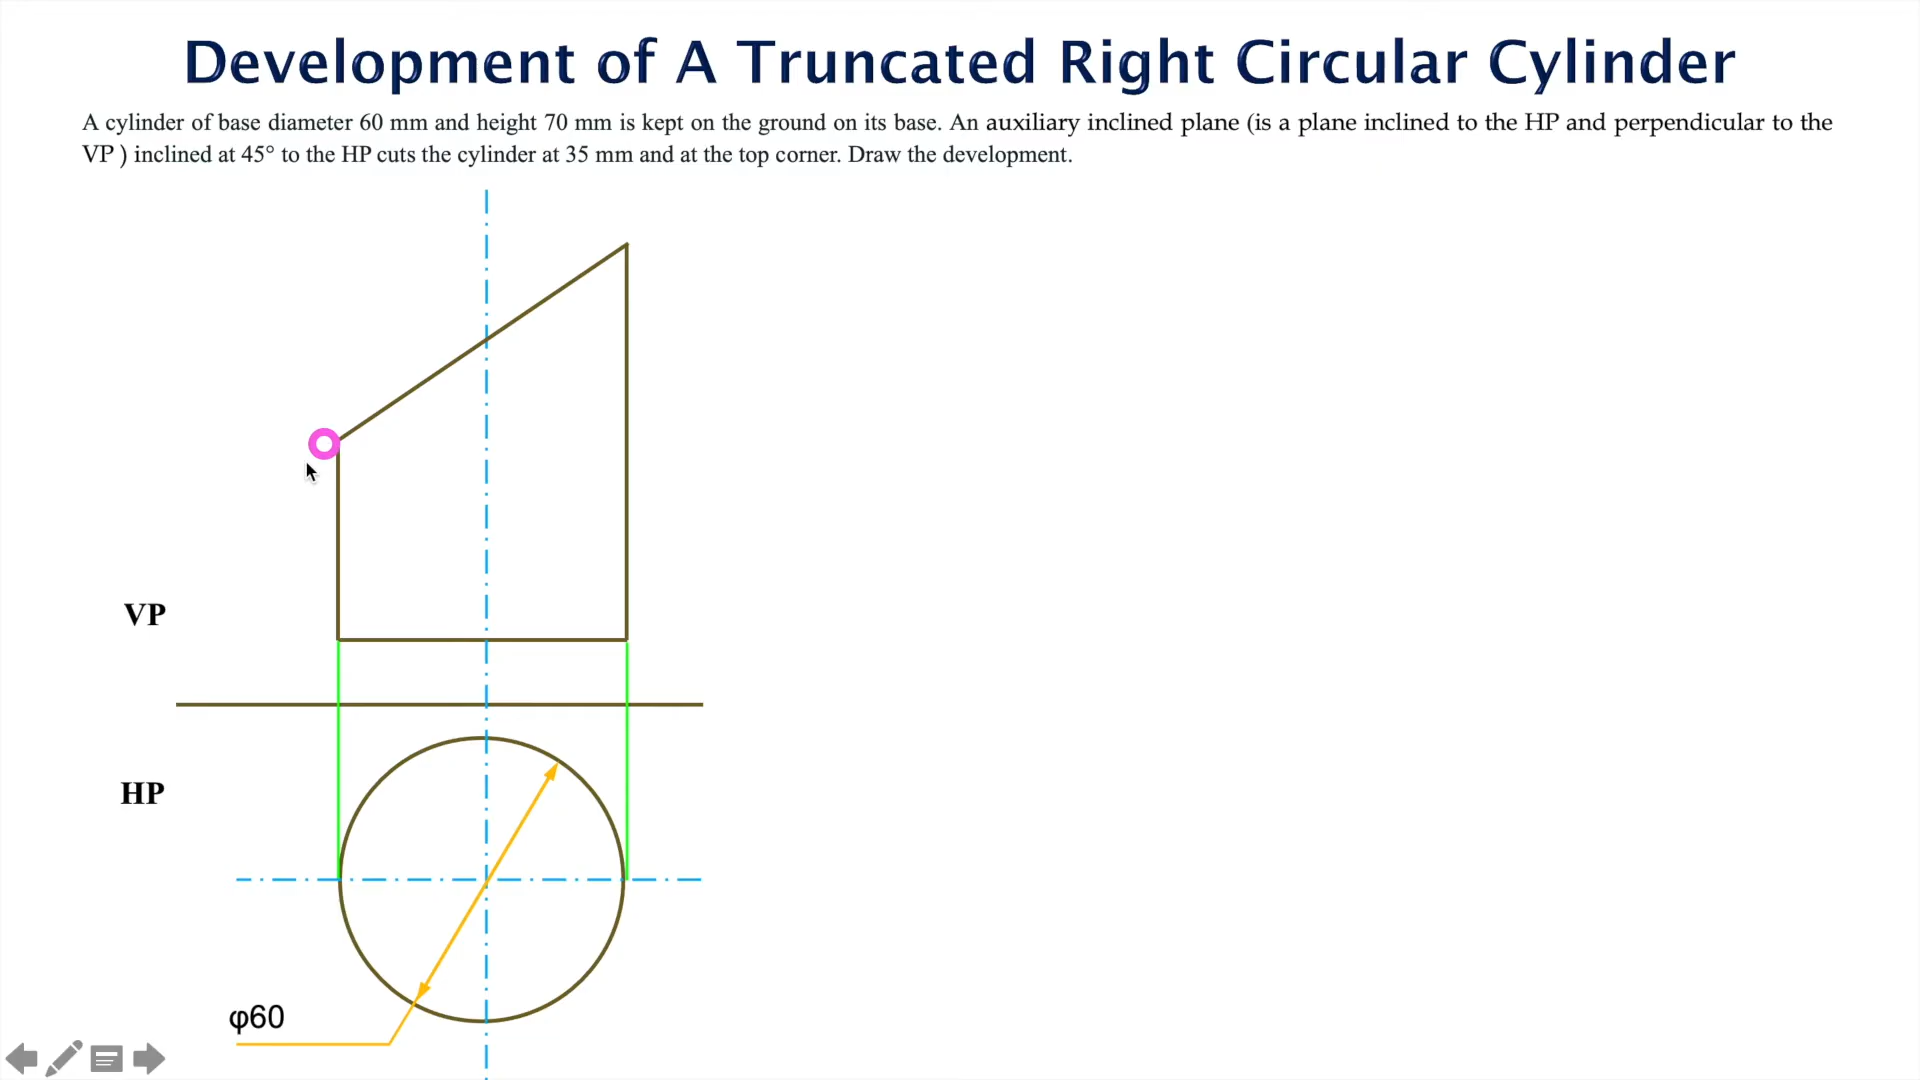 Development of A Truncated Right Circular Cylinder
A cylinder of base diameter 60 mm and height 70 mm is kept on the ground on its base. An auxiliary inclined plane (is a plane inclined to the HP and perpendicular to the
VP ) inclined at 45° to the HP cuts the cylinder at 35 mm and at the top corner. Draw the development.
VP
HP
φ60